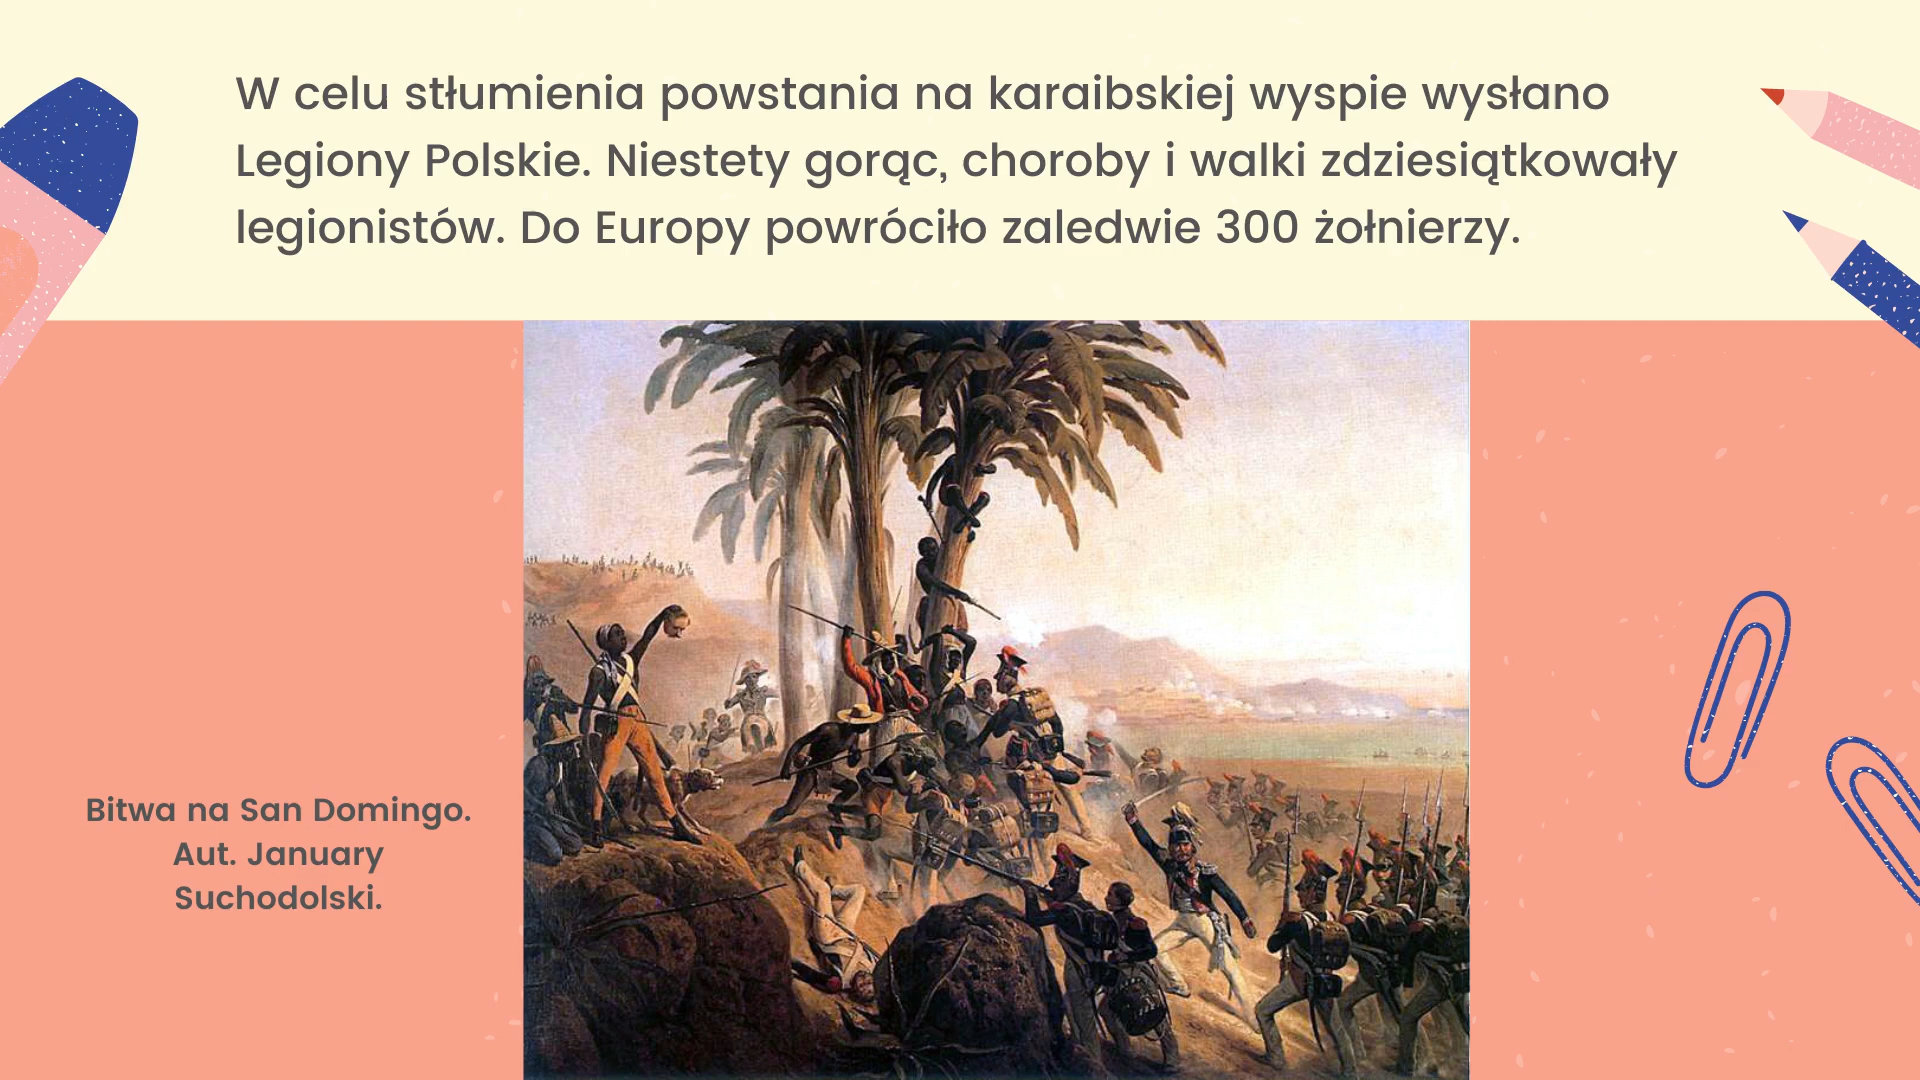 W celu stłumienia powstania na karaibskiej wyspie wysłano
Legiony Polskie. Niestety gorąc, choroby i walki zdziesiątkowały
legionistów. Do Europy powróciło zaledwie 300 żołnierzy.
Bitwa na San Domingo.
Aut. January
Suchodolski.